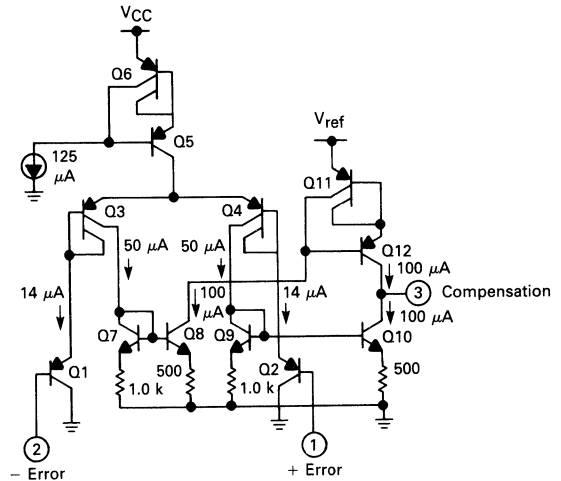 VCC
Q6
Q5
125
μA
Vref
Q11
Q3
Q4
Q12
50 μA
50 μA
100 μA
3 Compensation
14 μA
100
μA
14 μA
100 μA
Q7
Q8
Q9
Q10
Q1
500
Q2
500
1.0 k
1.0 k
2
1
– Error
+ Error